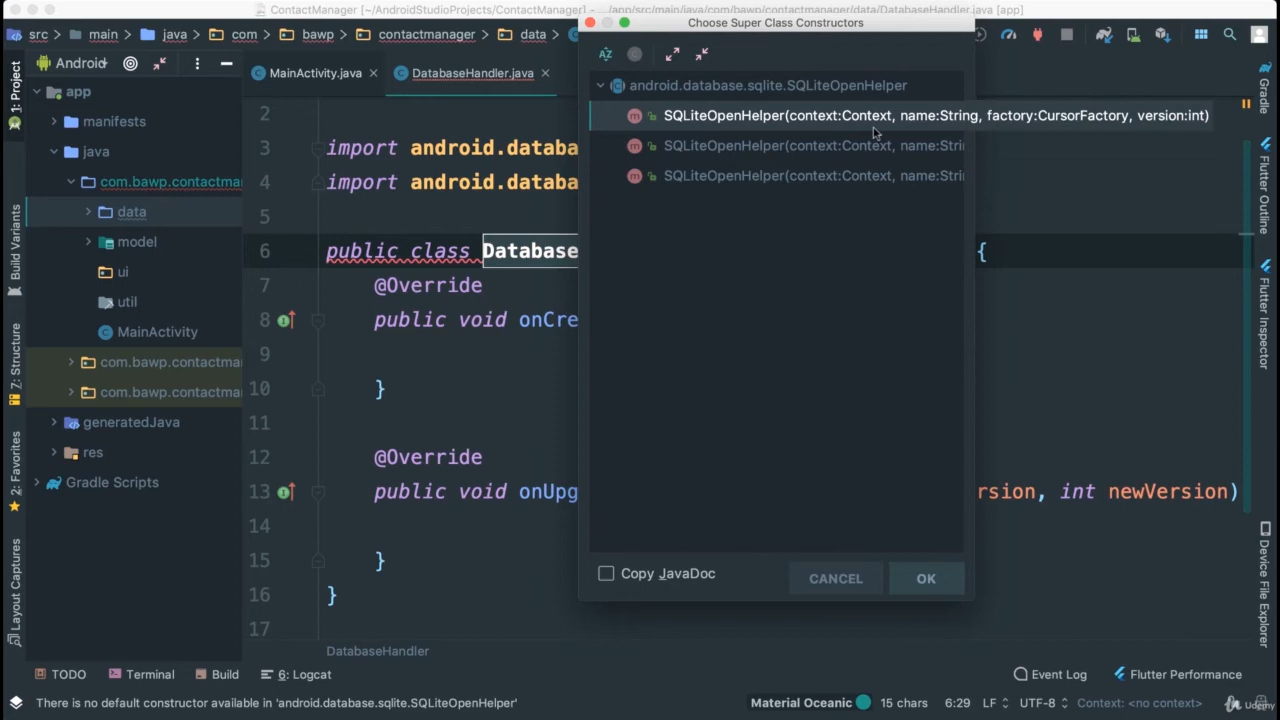 ContactManager [~/AndroidStudioProjects/ContactManager] - .../app/src/main/java/com/bawp/contactmanager/data/DatabaseHandler.java [app]
Choose Super Class Constructors
src main java com bawp contactmanager data
Android
MainActivity.java DatabaseHandler.java
android.database.sqlite.SQLiteOpenHelper
SQLiteOpenHelper(context:Context, name:String, factory:CursorFactory, version:int)
SQLiteOpenHelper(context:Context, name:Stri
SQLiteOpenHelper(context:Context, name:Stri
Copy JavaDoc
CANCEL
OK
1: Project
Build Variants
7: Structure
2: Favorites
Layout Captures
app
manifests
java
com.bawp.contactma
data
model
ui
util
MainActivity
com.bawp.contactma
com.bawp.contactma
generatedJava
res
Gradle Scripts
2
3 import android.databa
4 import android.databa
5
6 public class Database {
7 @Override
8 public void onCre
9
10 }
11
12 @Override
13 public void onUpg rsion, int newVersion)
14
15 }
16 }
17
DatabaseHandler
Gradle
Flutter Outline
Flutter Inspector
Device File Explorer
TODO Terminal Build 6: Logcat Event Log Flutter Performance
There is no default constructor available in 'android.database.sqlite.SQLiteOpenHelper' Material Oceanic 15 chars 6:29 LF UTF-8 Context: <no context>
Udemy